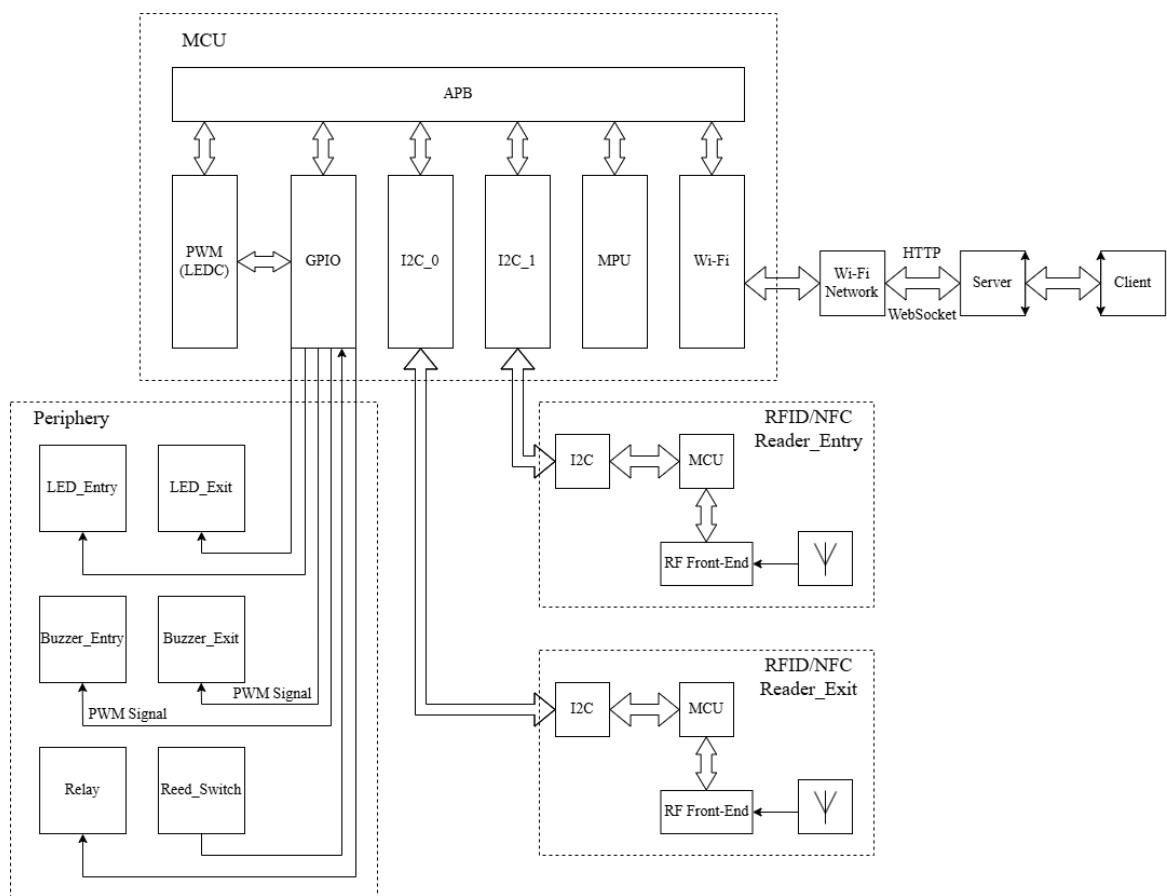 MCU
APB
PWM
(LEDC)
GPIO
I2C_0
I2C_1
MPU
Wi-Fi
Wi-Fi
Network
HTTP
WebSocket
Server
Client
Periphery
LED_Entry
LED_Exit
Buzzer_Entry
Buzzer_Exit
PWM Signal
PWM Signal
Relay
Reed_Switch
RFID/NFC
Reader_Entry
I2C
MCU
RF Front-End
RFID/NFC
Reader_Exit
I2C
MCU
RF Front-End